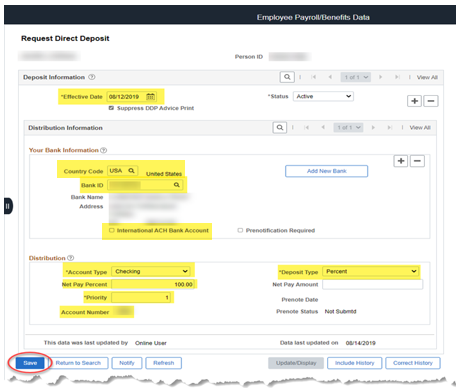 Employee Payroll/Benefits Data
Request Direct Deposit
Person ID
Deposit Information
1 of 1
View All
*Effective Date 08/12/2019
*Status Active
Suppress DDP Advice Print
Distribution Information
1 of 1
View All
Your Bank Information
Country Code USA United States
Add New Bank
Bank ID
Bank Name
Address
International ACH Bank Account
Prenotification Required
Distribution
*Account Type Checking
*Deposit Type Percent
Net Pay Percent 100.00
Net Pay Amount
*Priority 1
Prenote Date
Account Number
Prenote Status Not Submtd
This data was last updated by Online User
Data last updated on 08/14/2019
Save Return to Search Notify Refresh Update/Display Include History Correct History